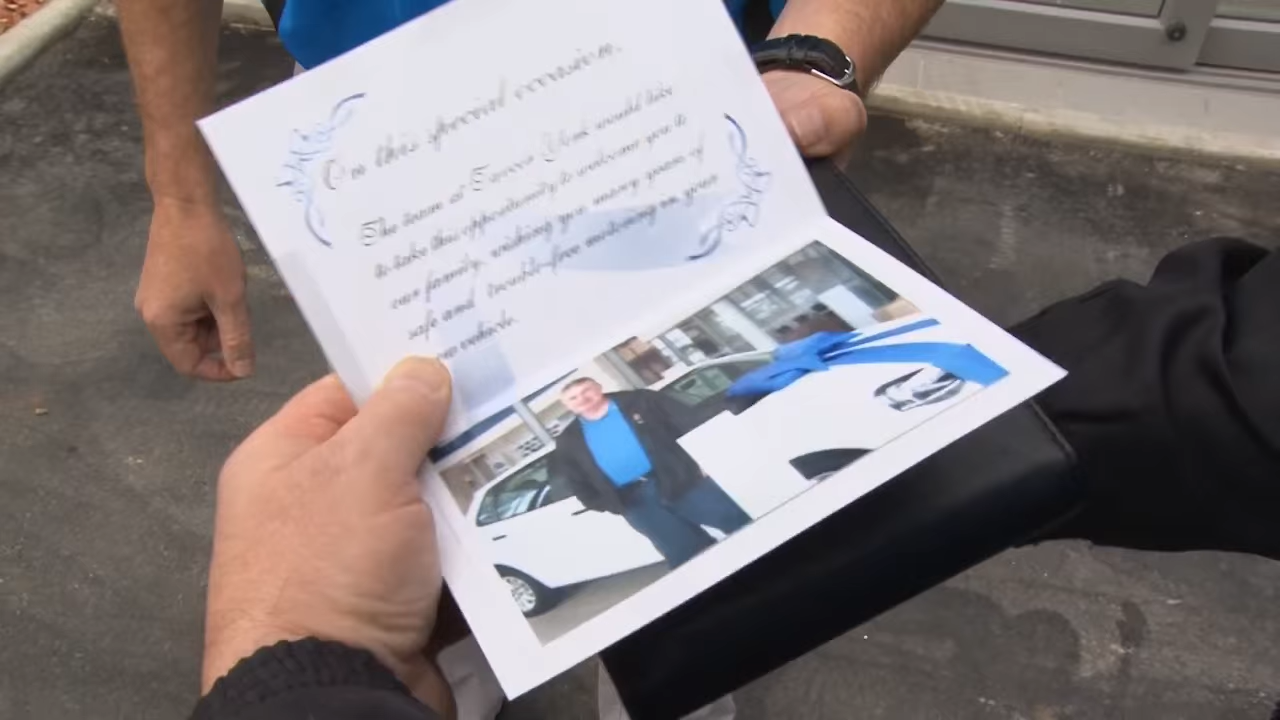 On this special occasion,
The team at would like
to take this opportunity to welcome you to
our family, wishing you many years of
safe and trouble-free motoring in your
vehicle.